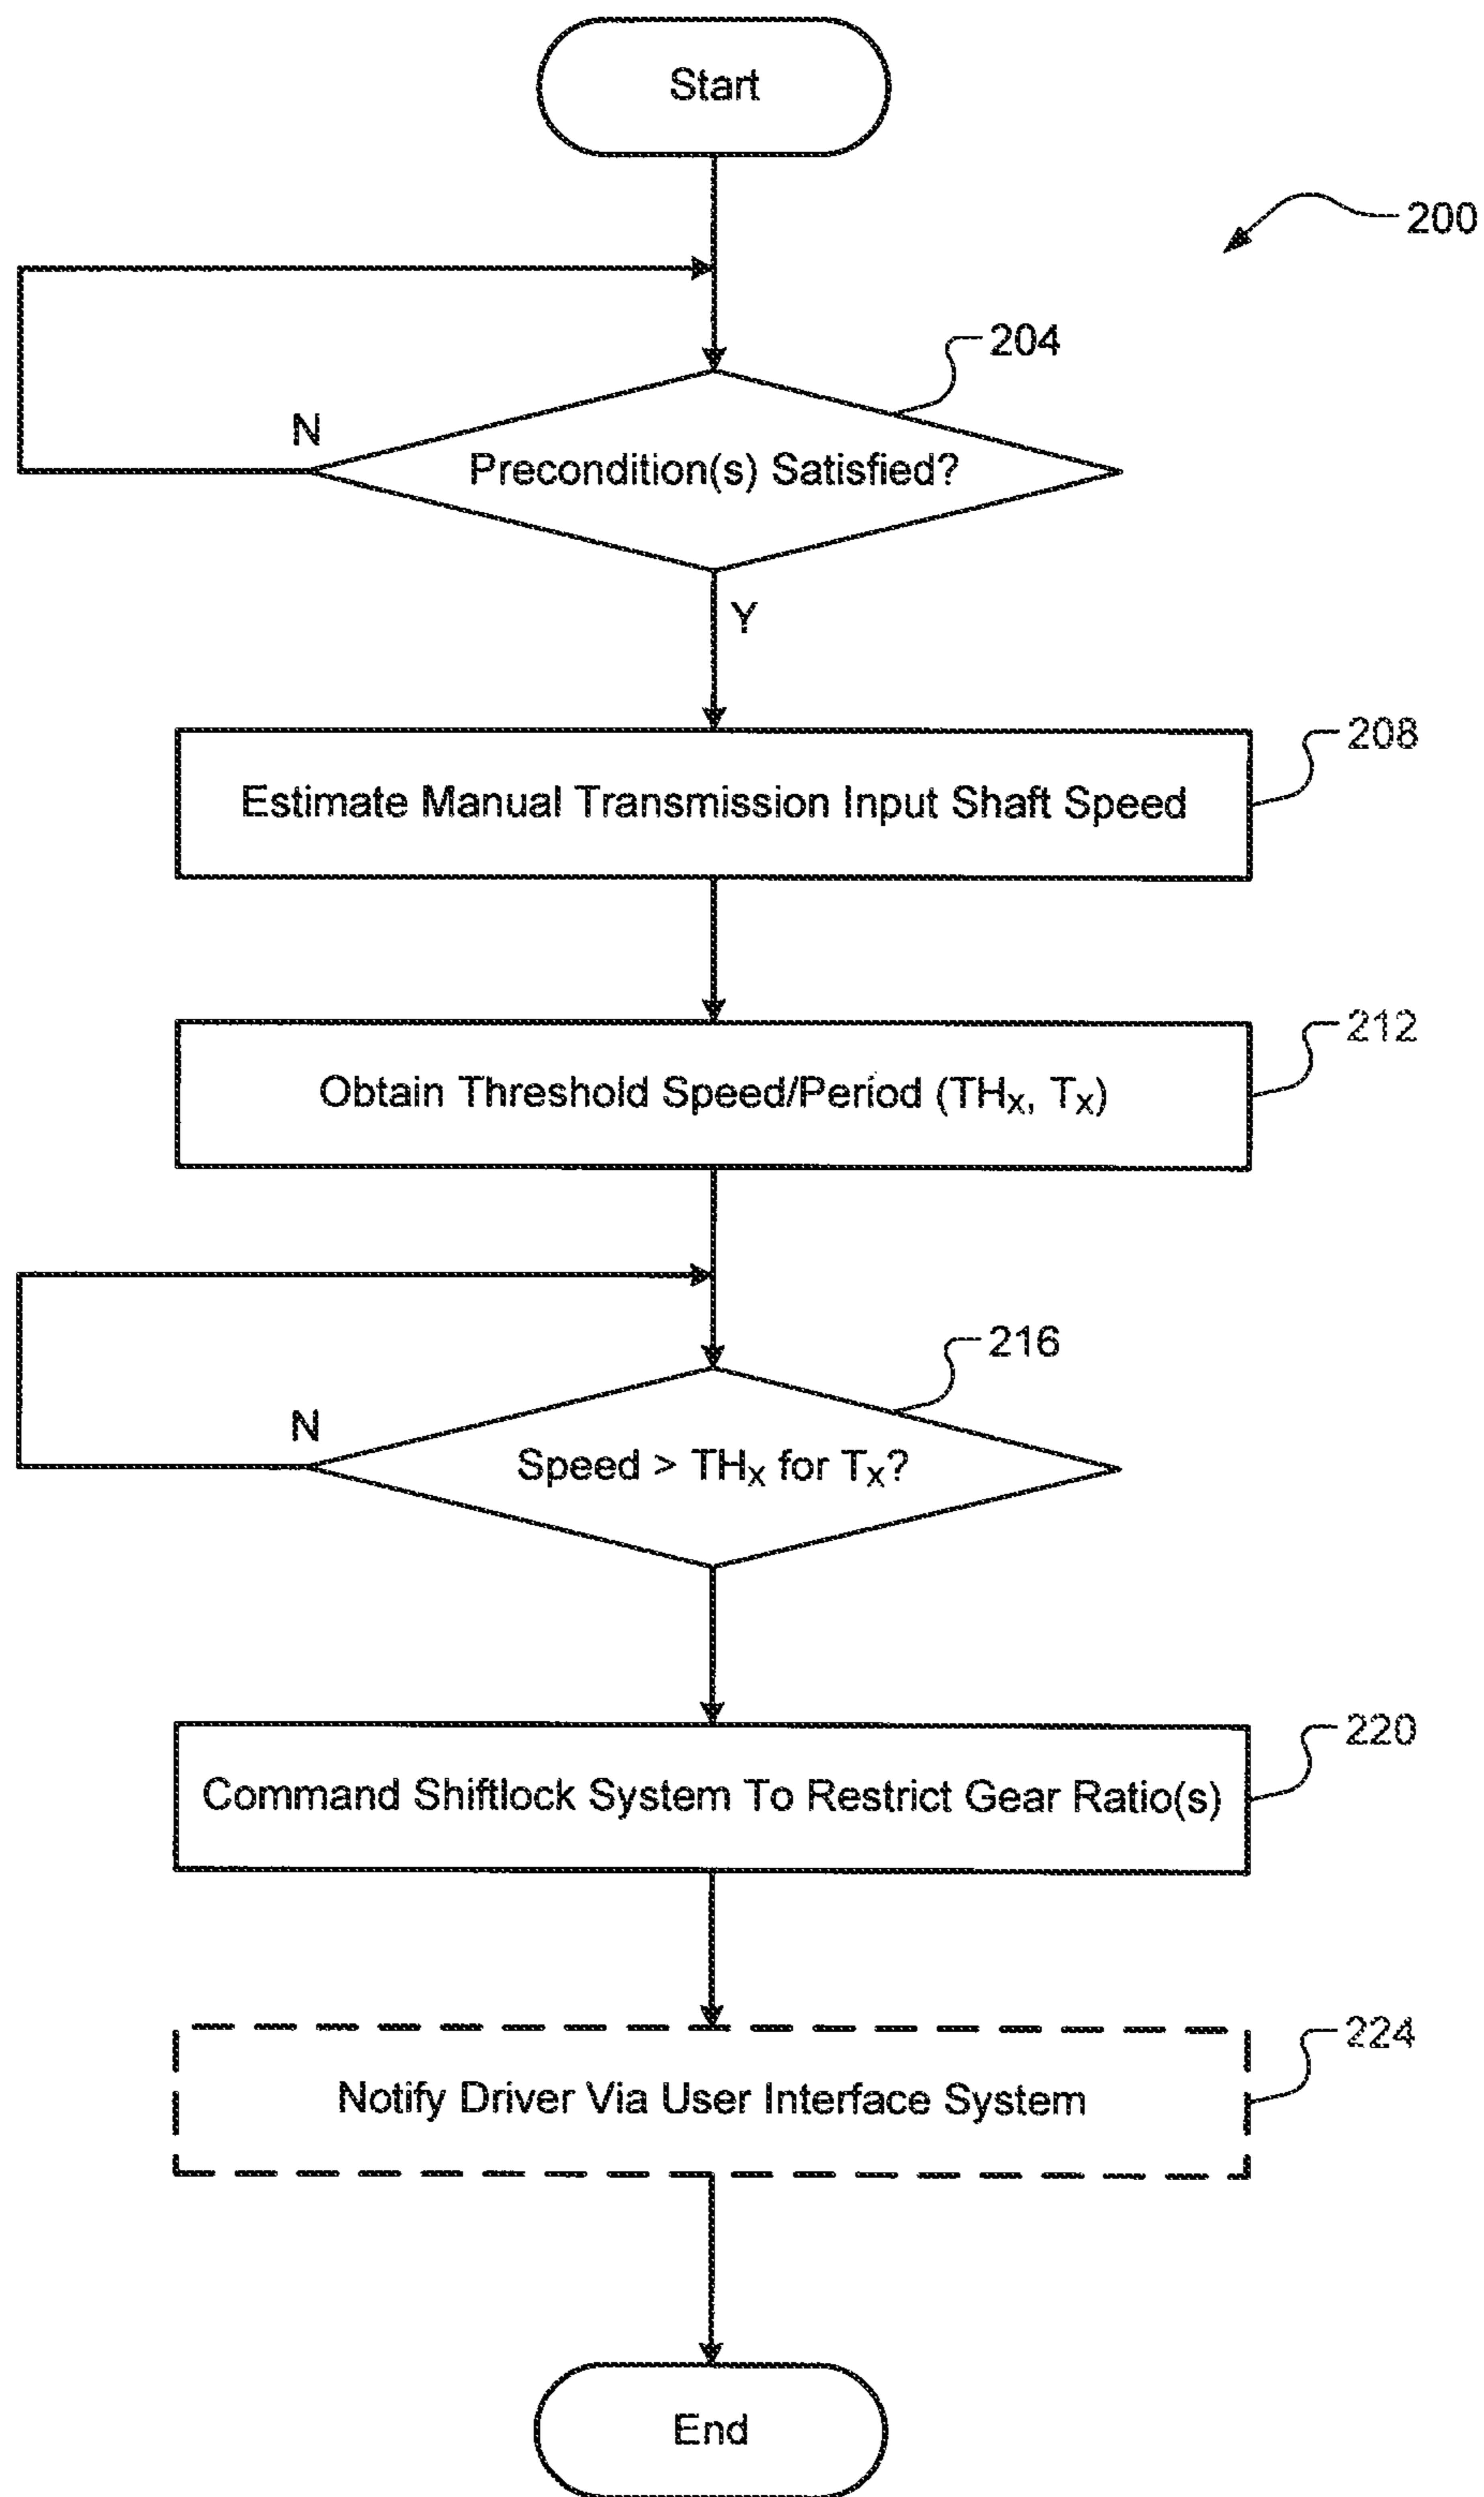 Start
200
204
N
Precondition(s) Satisfied?
Y
208
Estimate Manual Transmission Input Shaft Speed
212
Obtain Threshold Speed/Period (THX, TX)
216
N
Speed > THX for TX?
220
Command Shiftlock System To Restrict Gear Ratio(s)
224
Notify Driver Via User Interface System
End